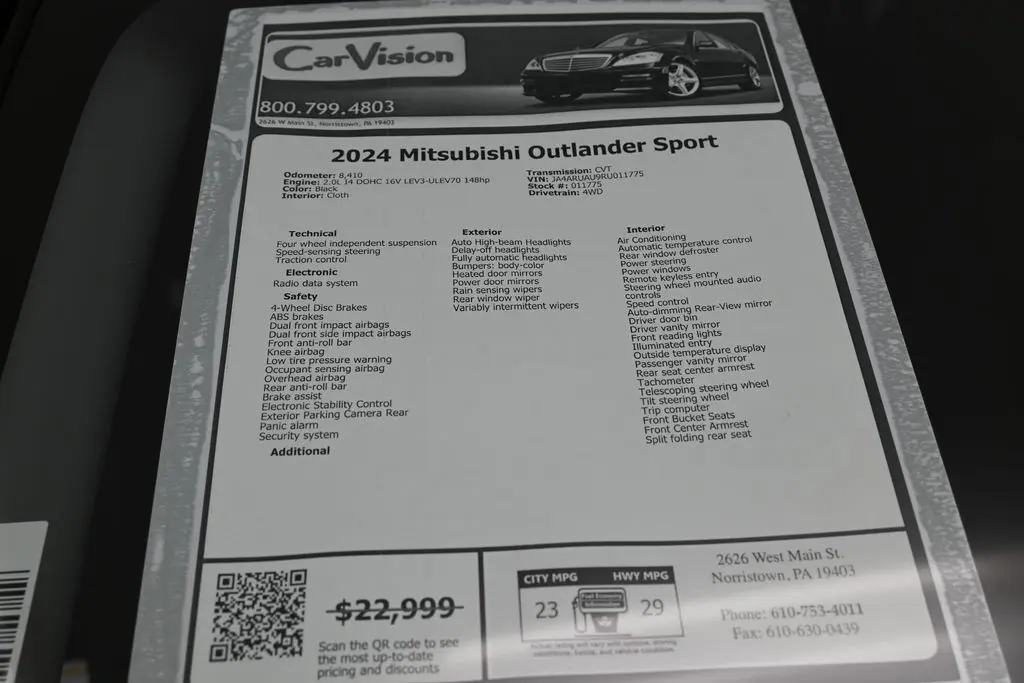 CarVision
800.799.4803
2626 W Main St., Norristown, PA 19403
2024 Mitsubishi Outlander Sport
Odometer: 8,410
Engine: 2.0L I4 DOHC 16V LEV3-ULEV70 148hp
Color: Black
Interior: Cloth
Transmission: CVT
VIN: JA4ARUAU9RU011775
Stock #: 011775
Drivetrain: 4WD
Technical
Four wheel independent suspension
Speed-sensing steering
Traction control
Electronic
Radio data system
Safety
4-Wheel Disc Brakes
ABS brakes
Dual front impact airbags
Dual front side impact airbags
Front anti-roll bar
Knee airbag
Low tire pressure warning
Occupant sensing airbag
Overhead airbag
Rear anti-roll bar
Brake assist
Electronic Stability Control
Exterior Parking Camera Rear
Panic alarm
Security system
Additional
Exterior
Auto High-beam Headlights
Delay-off headlights
Fully automatic headlights
Bumpers: body-color
Heated door mirrors
Power door mirrors
Rain sensing wipers
Rear window wiper
Variably intermittent wipers
Interior
Air Conditioning
Automatic temperature control
Rear window defroster
Power steering
Power windows
Remote keyless entry
Steering wheel mounted audio
controls
Speed control
Auto-dimming Rear-View mirror
Driver door bin
Driver vanity mirror
Front reading lights
Illuminated entry
Outside temperature display
Passenger vanity mirror
Rear seat center armrest
Tachometer
Telescoping steering wheel
Tilt steering wheel
Trip computer
Front Bucket Seats
Front Center Armrest
Split folding rear seat
$22,999
Scan the QR code to see
the most up-to-date
pricing and discounts
CITY MPG HWY MPG
23 29
Actual rating will vary with options, driving
conditions, habits, and vehicle condition.
2626 West Main St.
Norristown, PA 19403
Phone: 610-753-4011
Fax: 610-630-0439